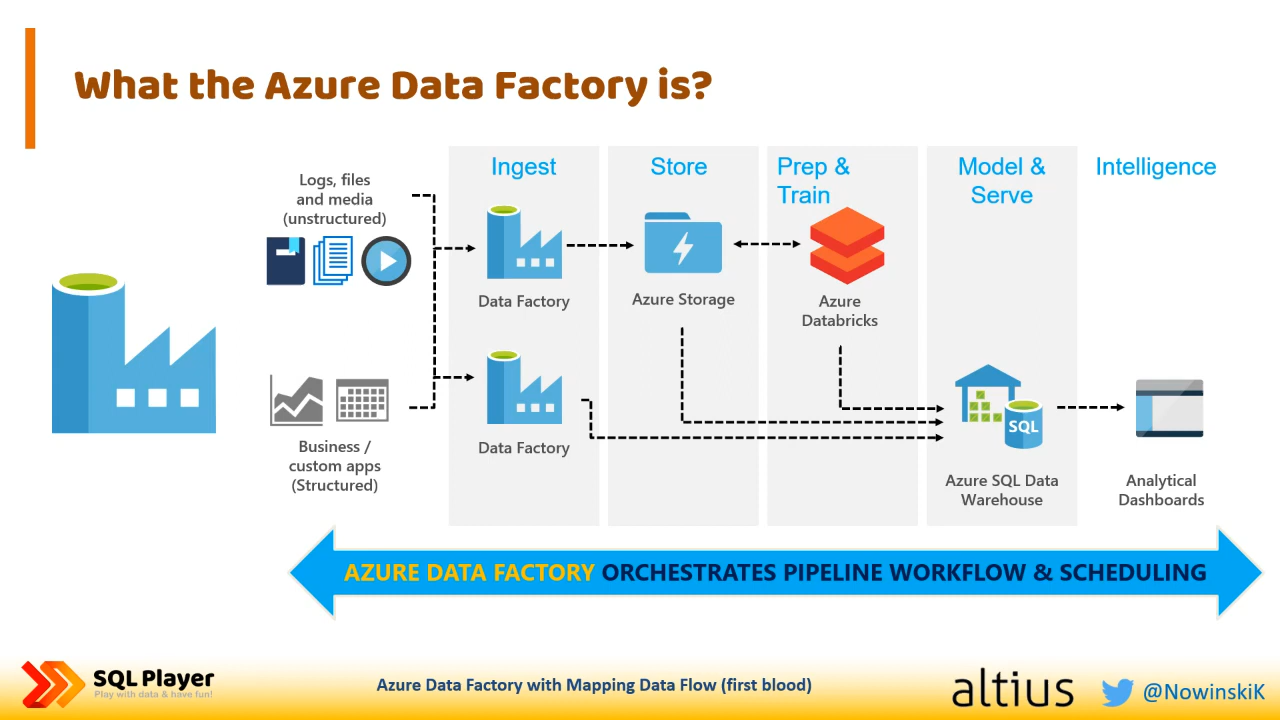 What the Azure Data Factory is?
Logs, files
and media
(unstructured)
Business /
custom apps
(Structured)
Ingest
Data Factory
Data Factory
Store
Azure Storage
Prep &
Train
Azure
Databricks
Model &
Serve
SQL
Azure SQL Data
Warehouse
Intelligence
Analytical
Dashboards
AZURE DATA FACTORY ORCHESTRATES PIPELINE WORKFLOW & SCHEDULING
SQL Player
Play with data & have fun!
Azure Data Factory with Mapping Data Flow (first blood)
altius
@NowinskiK